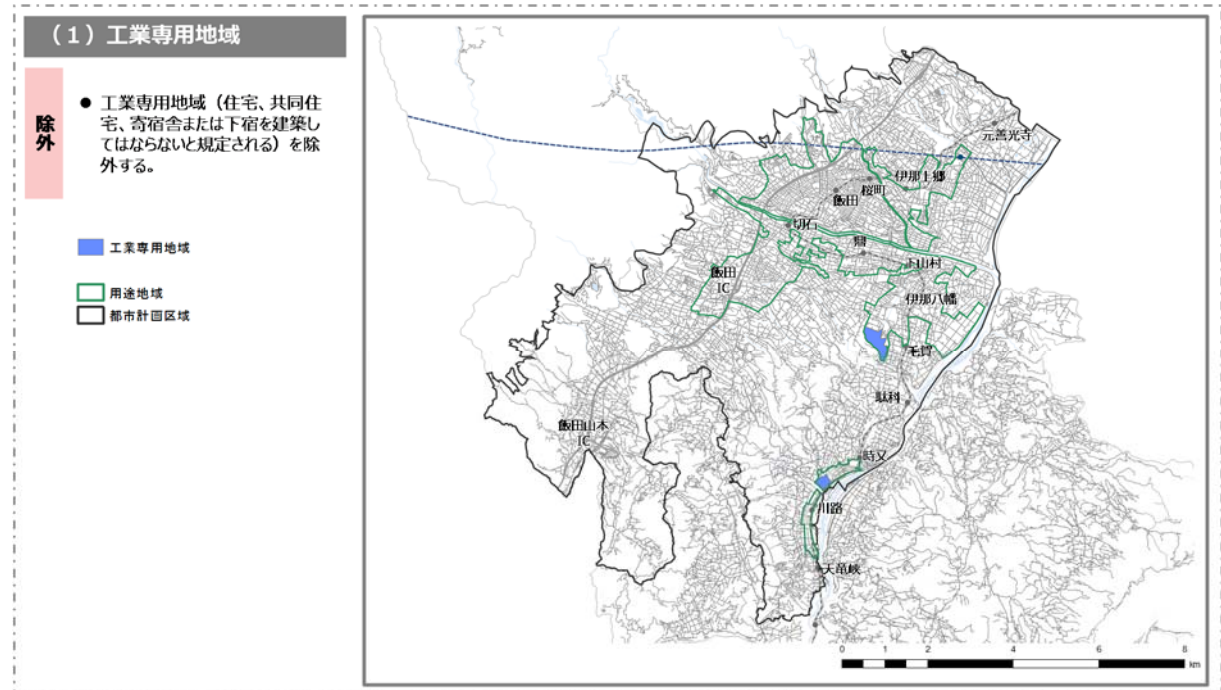 (1)工業専用地域
除外
● 工業専用地域(住宅、共同住
宅、寄宿舎または下宿を建築し
てはならないと規定される)を除
外する。
工業専用地域
用途地域
都市計画区域
元善光寺
伊那上郷
桜町
飯田
切石
鼎
下山村
飯田
IC
伊那八幡
毛賀
駄科
飯田山本
IC
時又
川路
天竜峡
0 1 2 4 6 8
km